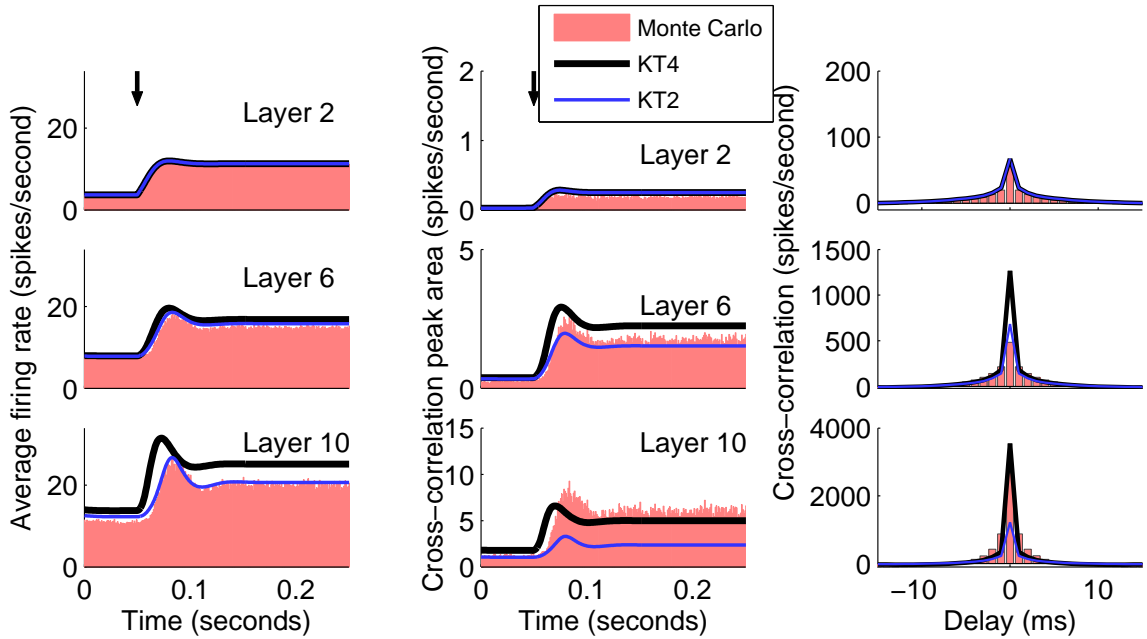 Monte Carlo
KT4
KT2
Average firing rate (spikes/second)
20
0
Layer 2
20
0
Layer 6
20
0
Layer 10
0
0.1
0.2
Time (seconds)
Cross−correlation peak area (spikes/second)
2
1
0
Layer 2
5
0
Layer 6
15
10
5
0
Layer 10
0
0.1
0.2
Time (seconds)
Cross−correlation (spikes/second)
200
100
0
1500
1000
500
0
4000
2000
0
−10
0
10
Delay (ms)